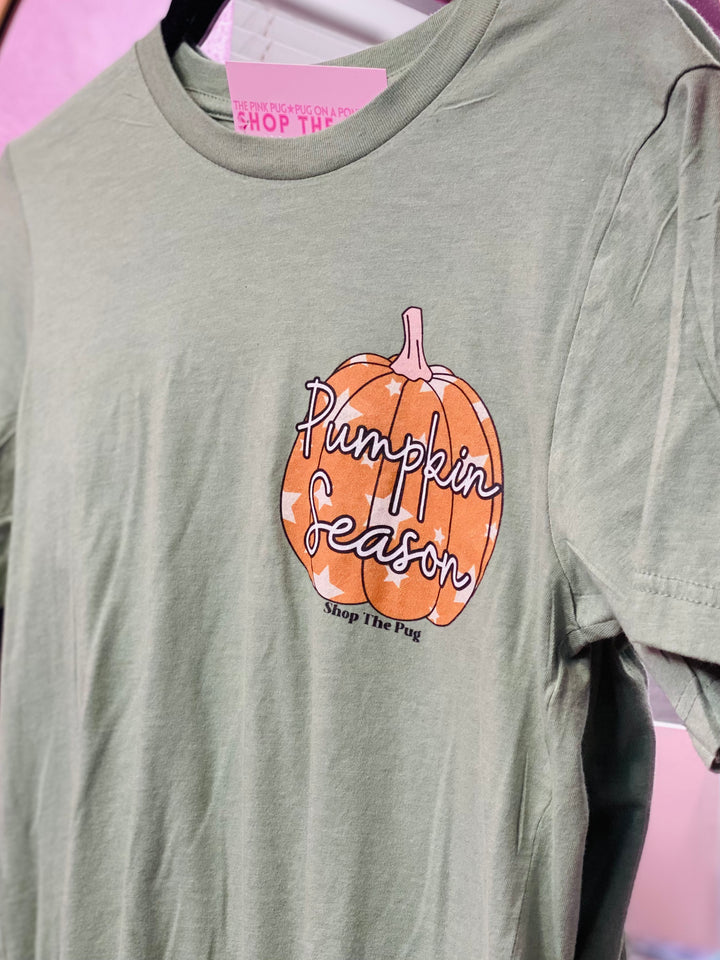 THE PINK PUG★PUG ON A PO
SHOP THE
Pumpkin
Season
Shop The Pug